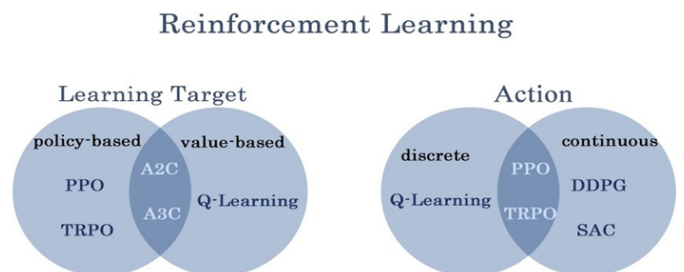 Reinforcement Learning
Learning Target
policy-based
value-based
PPO
TRPO
A2C
A3C
Q-Learning
Action
discrete
continuous
Q-Learning
PPO
TRPO
DDPG
SAC